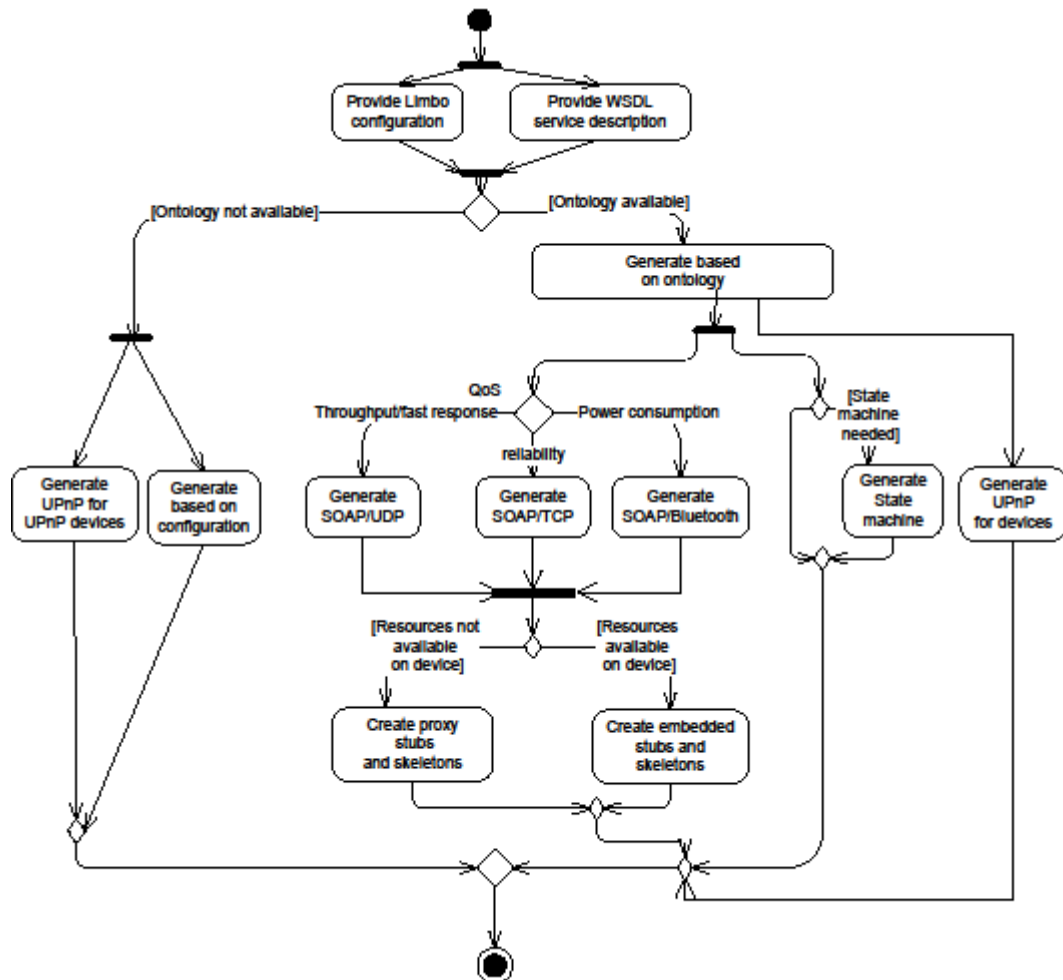 Provide Limbo
configuration
Provide WSDL
service description
[Ontology not available]
[Ontology available]
Generate based
on ontology
QoS
Throughput/fast response
Power consumption
reliability
[State
machine
needed]
Generate
UPnP for
UPnP devices
Generate
based on
configuration
Generate
SOAP/UDP
Generate
SOAP/TCP
Generate
SOAP/Bluetooth
Generate
State
machine
Generate
UPnP
for devices
[Resources not
available
on device]
[Resources
available
on device]
Create proxy
stubs
and skeletons
Create embedded
stubs and
skeletons